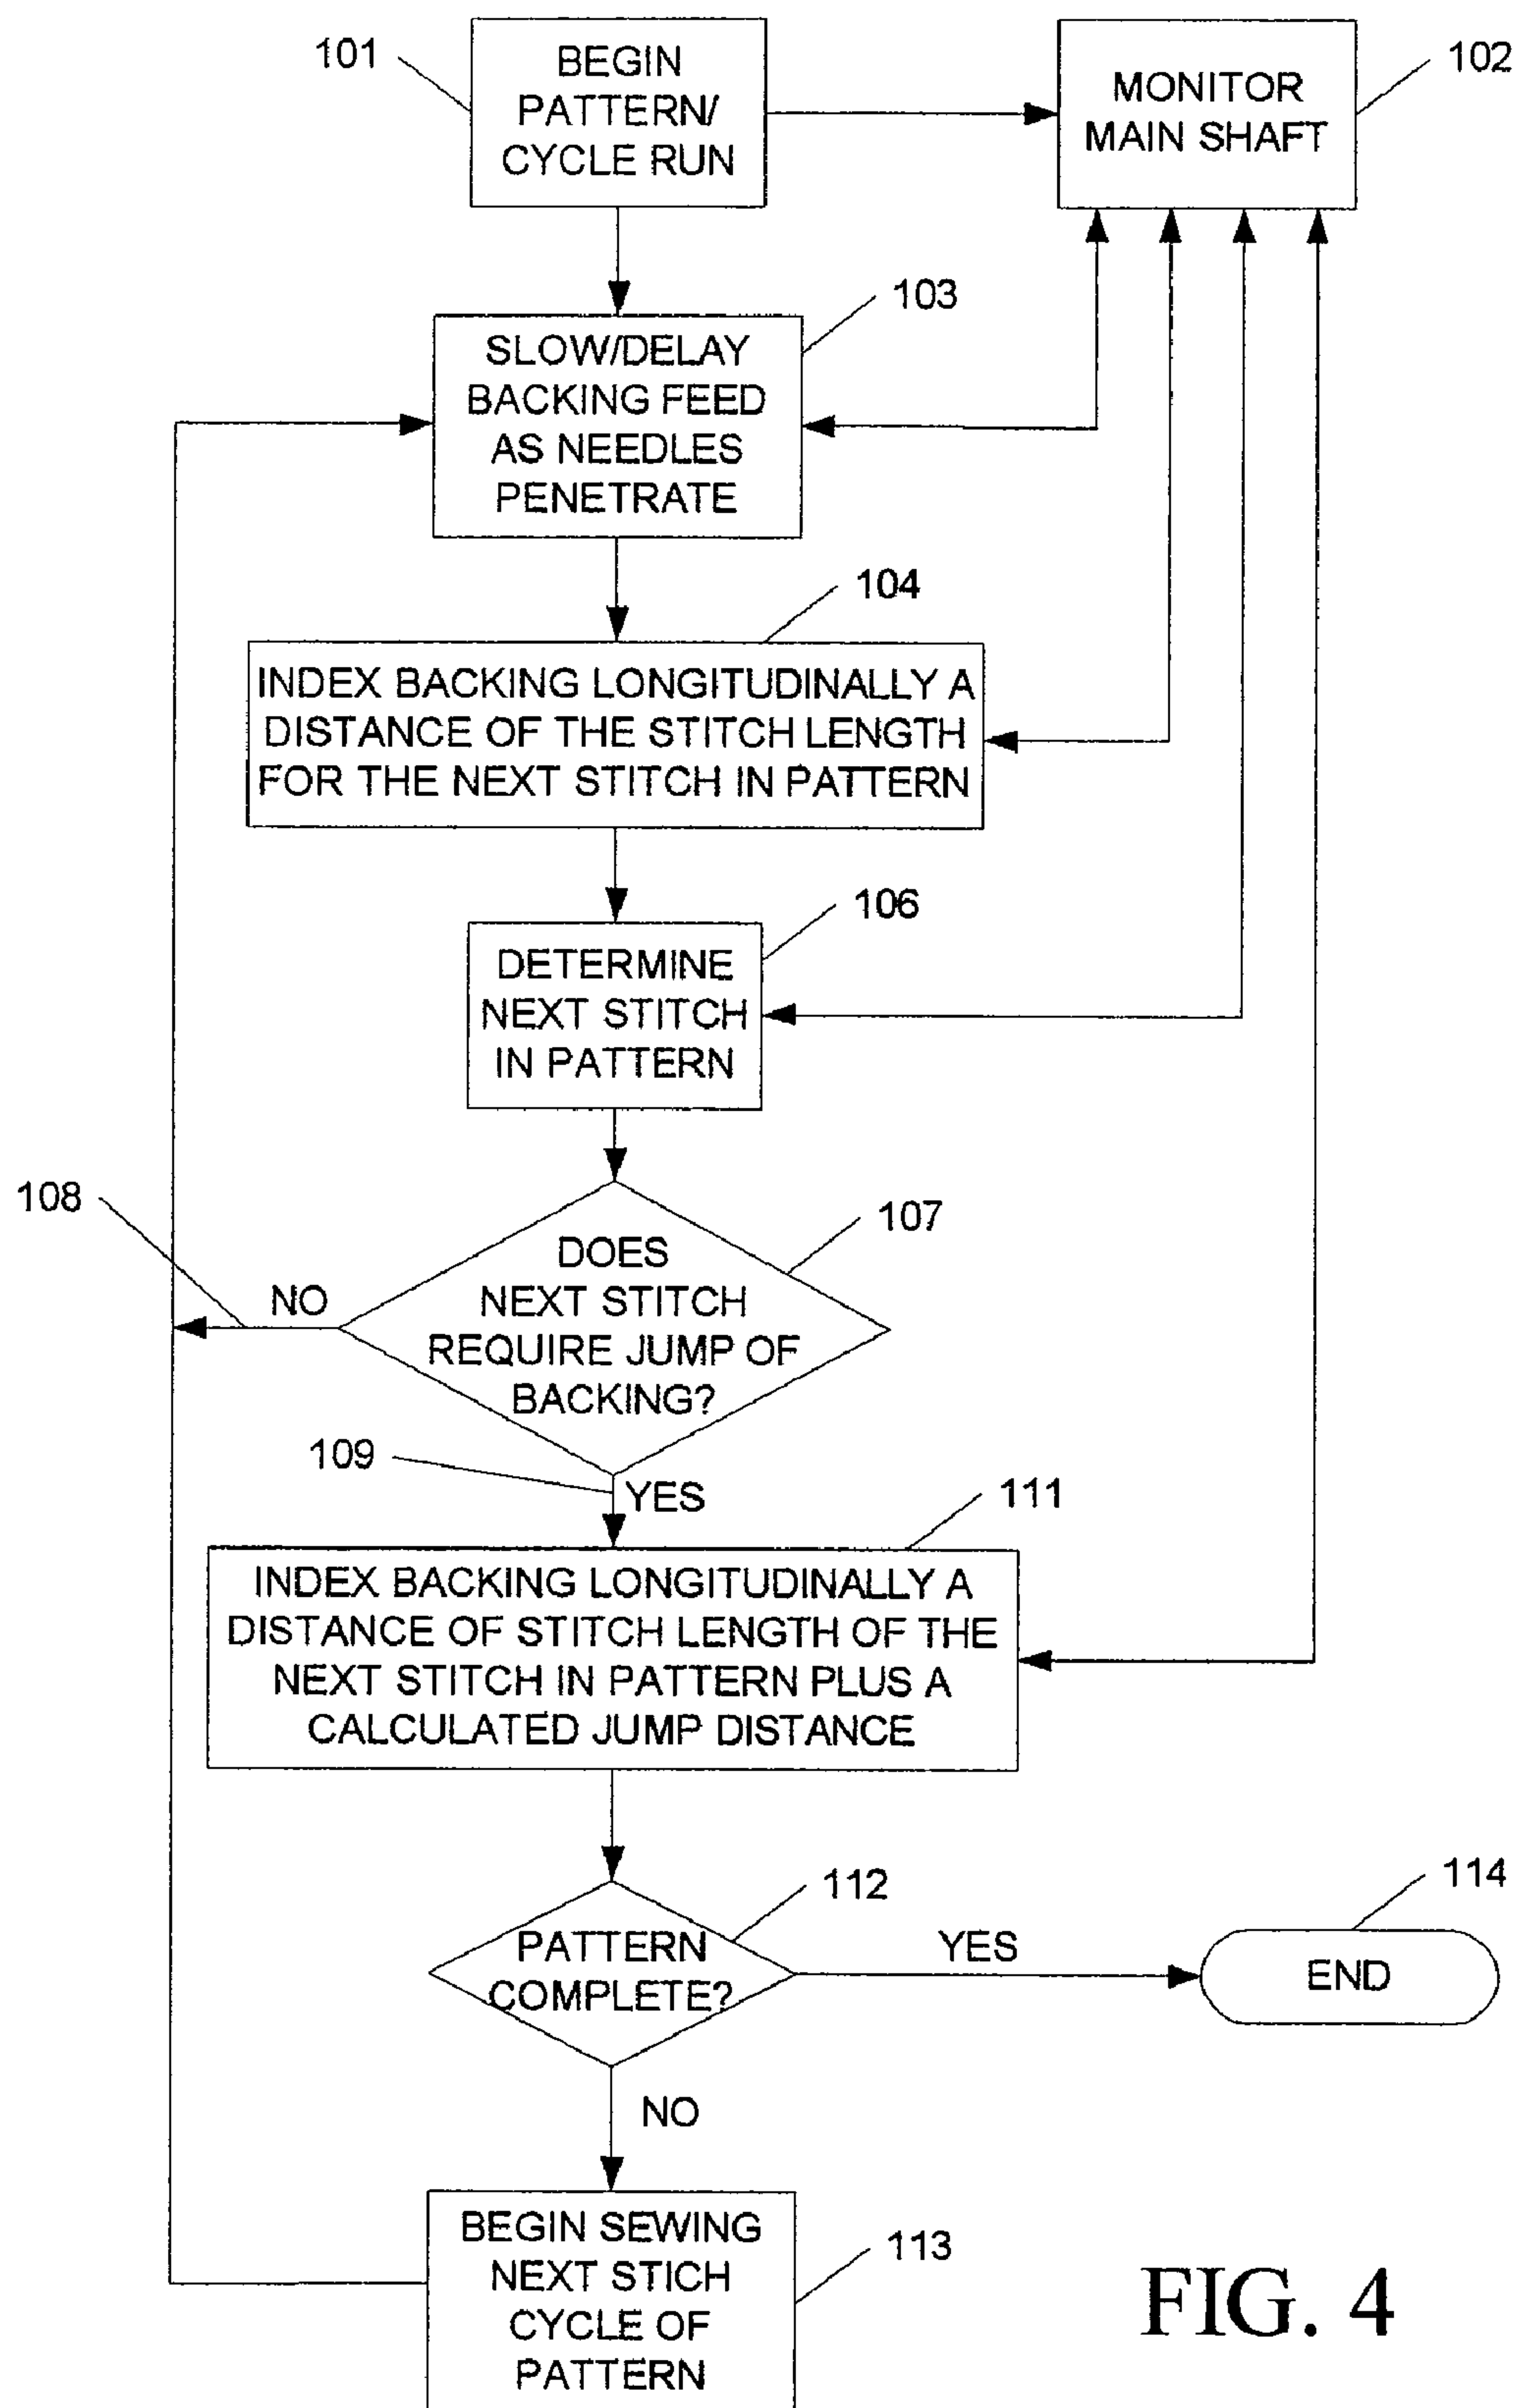 101
BEGIN
PATTERN/
CYCLE RUN
MONITOR
MAIN SHAFT
102
103
SLOW/DELAY
BACKING FEED
AS NEEDLES
PENETRATE
104
INDEX BACKING LONGITUDINALLY A
DISTANCE OF THE STITCH LENGTH
FOR THE NEXT STITCH IN PATTERN
106
DETERMINE
NEXT STITCH
IN PATTERN
108
107
DOES
NEXT STITCH
REQUIRE JUMP OF
BACKING?
NO
109
YES
111
INDEX BACKING LONGITUDINALLY A
DISTANCE OF STITCH LENGTH OF THE
NEXT STITCH IN PATTERN PLUS A
CALCULATED JUMP DISTANCE
112
PATTERN
COMPLETE?
YES
114
END
NO
BEGIN SEWING
NEXT STICH
CYCLE OF
PATTERN
113
FIG. 4